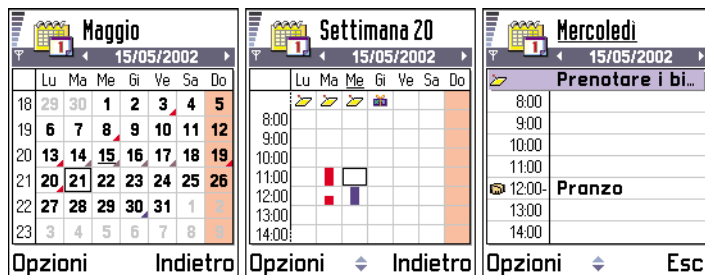 Maggio
15/05/2002
Lu Ma Me Gi Ve Sa Do
18 29 30 1 2 3 4 5
19 6 7 8 9 10 11 12
20 13 14 15 16 17 18 19
21 20 21 22 23 24 25 26
22 27 28 29 30 31 1 2
23 3 4 5 6 7 8 9
Opzioni Indietro
Settimana 20
15/05/2002
Lu Ma Me Gi Ve Sa Do
8:00
9:00
10:00
11:00
12:00
13:00
14:00
Opzioni Indietro
Mercoledì
15/05/2002
Prenotare i bi...
8:00
9:00
10:00
11:00
12:00- Pranzo
13:00
14:00
Opzioni Esc